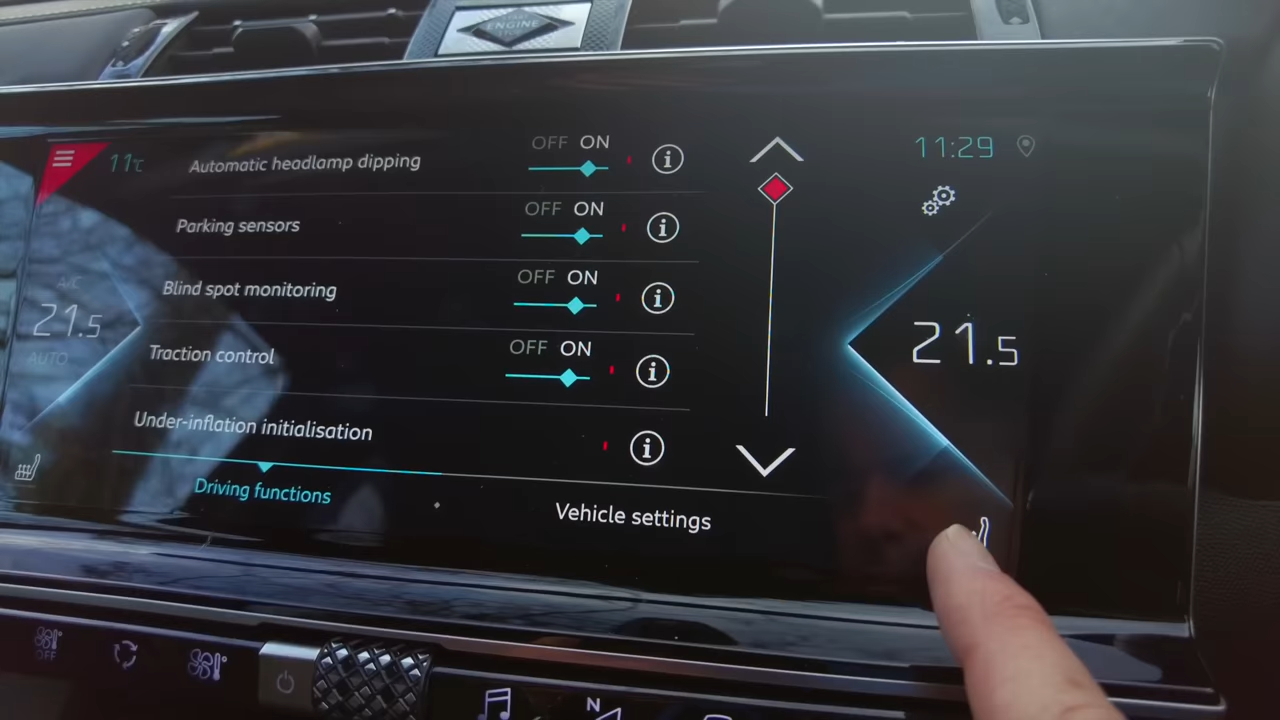 ENGINE
11°C
Automatic headlamp dipping
OFF ON
11:29
Parking sensors
OFF ON
Blind spot monitoring
OFF ON
A/C
21.5
AUTO
21.5
Traction control
OFF ON
Under-inflation initialisation
Driving functions
Vehicle settings
OFF
N